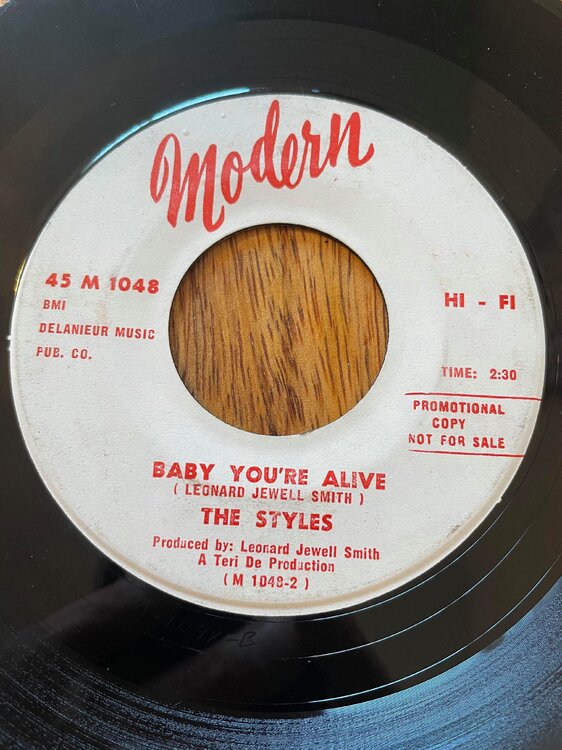 Modern
45 M 1048
BMI
DELANIEUR MUSIC
PUB. CO.
HI - FI
TIME: 2:30
PROMOTIONAL
COPY
NOT FOR SALE
BABY YOU'RE ALIVE
( LEONARD JEWELL SMITH )
THE STYLES
Produced by: Leonard Jewell Smith
A Teri De Production
( M 1048-2 )